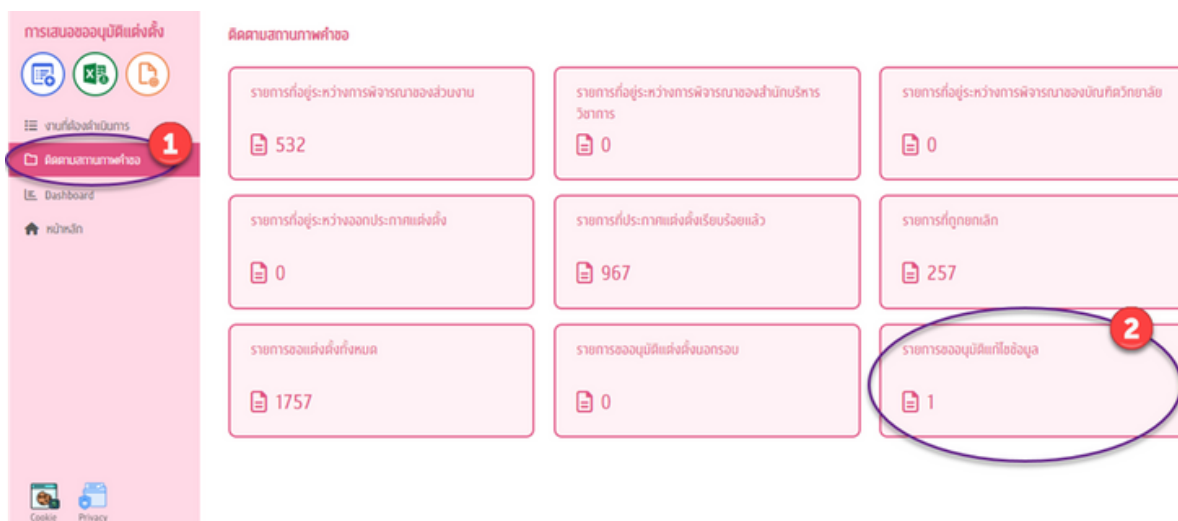 การเสนอขออนุมัติแต่งตั้ง
งานที่ต้องดำเนินการ
1
ติดตามสถานภาพคำขอ
Dashboard
หน้าหลัก
Cookie
Privacy
ติดตามสถานภาพคำขอ
รายการที่อยู่ระหว่างการพิจารณาของส่วนงาน
532
รายการที่อยู่ระหว่างการพิจารณาของสำนักบริหาร
วิชาการ
0
รายการที่อยู่ระหว่างการพิจารณาของบัณฑิตวิทยาลัย
0
รายการที่อยู่ระหว่างออกประกาศแต่งตั้ง
0
รายการที่ประกาศแต่งตั้งเรียบร้อยแล้ว
967
รายการที่ถูกยกเลิก
257
รายการขอแต่งตั้งทั้งหมด
1757
รายการขออนุมัติแต่งตั้งนอกรอบ
0
2
รายการขออนุมัติแก้ไขข้อมูล
1